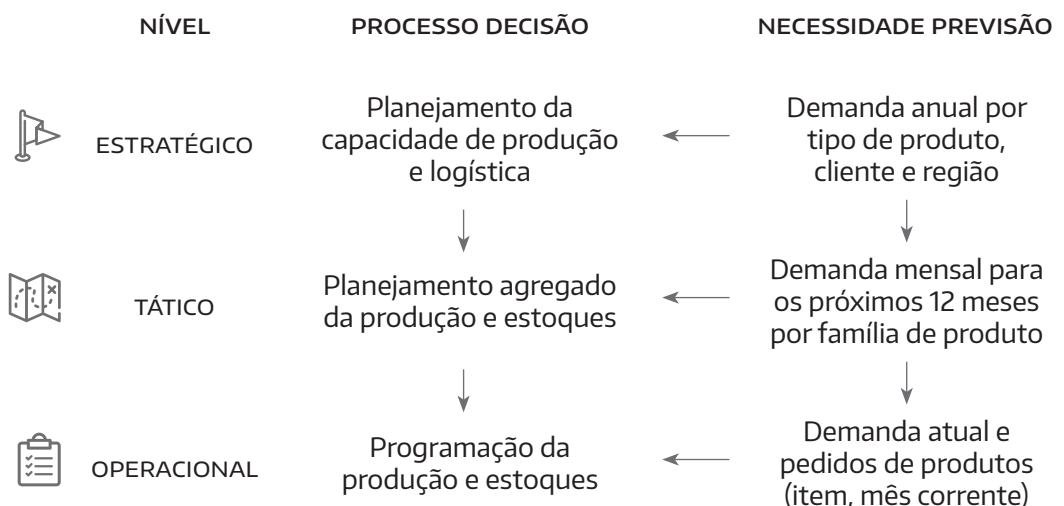 NÍVEL
PROCESSO DECISÃO
NECESSIDADE PREVISÃO
ESTRATÉGICO
Planejamento da
capacidade de produção
e logística
Demanda anual por
tipo de produto,
cliente e região
TÁTICO
Planejamento agregado
da produção e estoques
Demanda mensal para
os próximos 12 meses
por família de produto
OPERACIONAL
Programação da
produção e estoques
Demanda atual e
pedidos de produtos
(item, mês corrente)